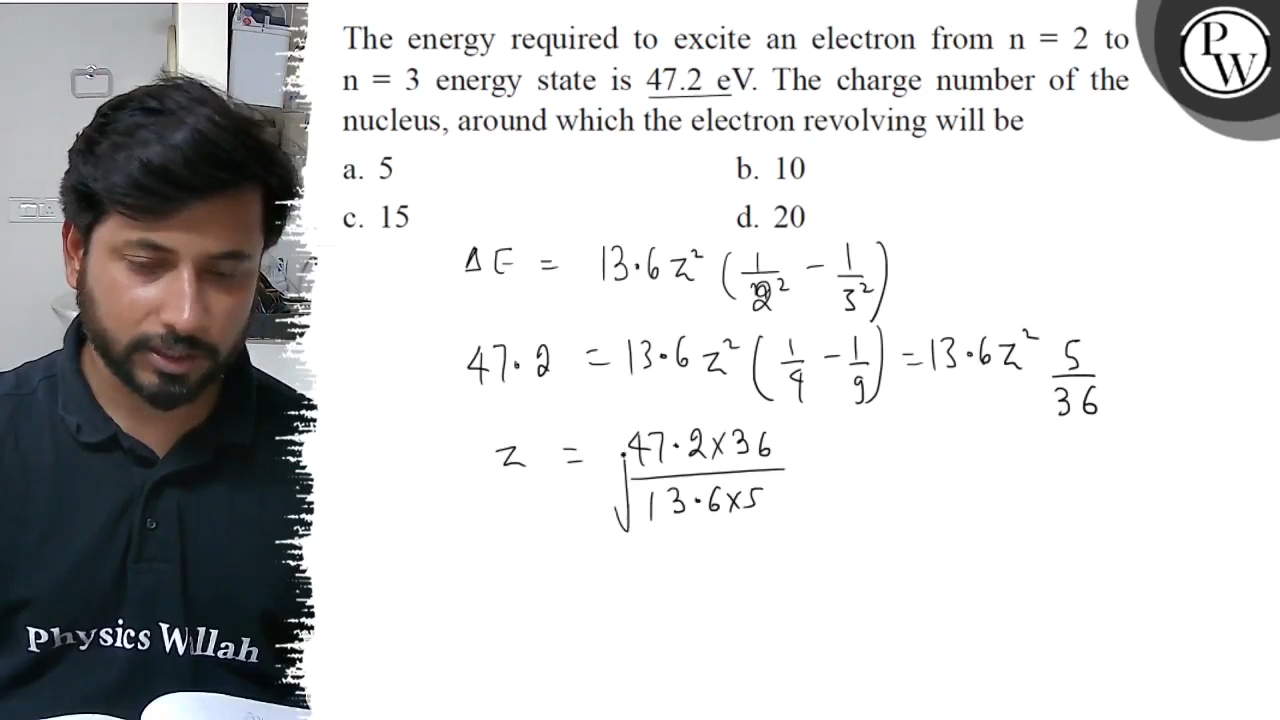 The energy required to excite an electron from n = 2 to
n = 3 energy state is 47.2 eV. The charge number of the
nucleus, around which the electron revolving will be
a. 5 b. 10
c. 15 d. 20
ΔE = 13.6 z² (1/2² - 1/3²)
47.2 = 13.6 z² (1/4 - 1/9) = 13.6 z² 5/36
z = √(47.2×36/13.6×5)
PW
Physics Wallah